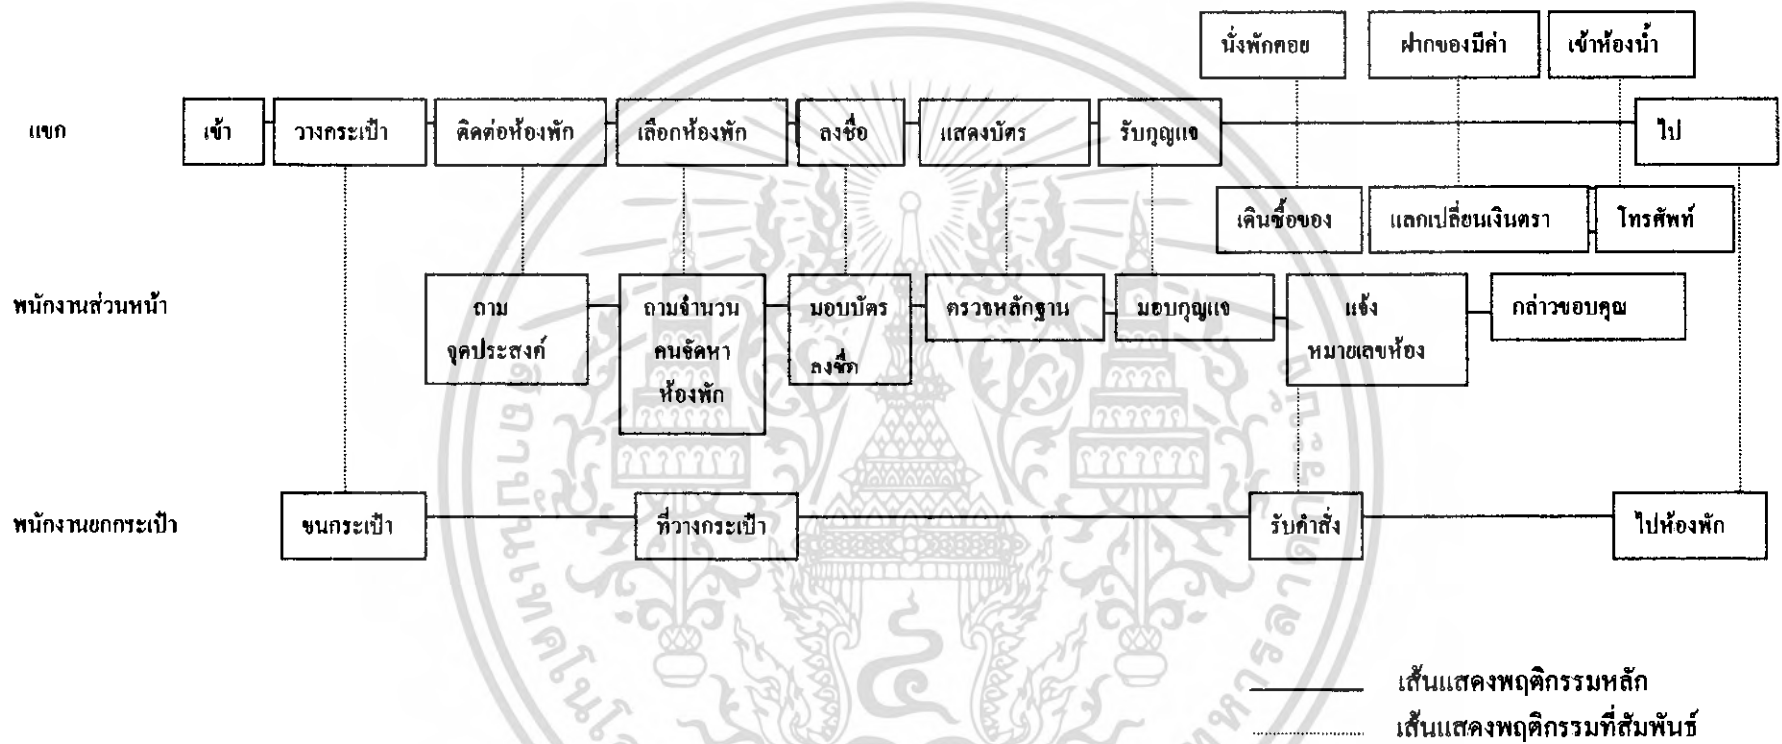 นั่งพักคอย ฝากของมีค่า เข้าห้องน้ำ
แขก เข้า วางกระเป๋า ติดต่อห้องพัก เลือกห้องพัก ลงชื่อ แสดงบัตร รับกุญแจ ไป
เดินซื้อของ แลกเปลี่ยนเงินตรา โทรศัพท์
พนักงานส่วนหน้า ถาม ถามจำนวน มอบบัตร ตรวจหลักฐาน มอบกุญแจ แจ้ง กล่าวขอบคุณ
จุดประสงค์ คนจัดหา ลงชื่อ หมายเลขห้อง
ห้องพัก
พนักงานยกกระเป๋า ขนกระเป๋า ที่วางกระเป๋า รับคำสั่ง ไปห้องพัก
เส้นแสดงพฤติกรรมหลัก
เส้นแสดงพฤติกรรมที่สัมพันธ์